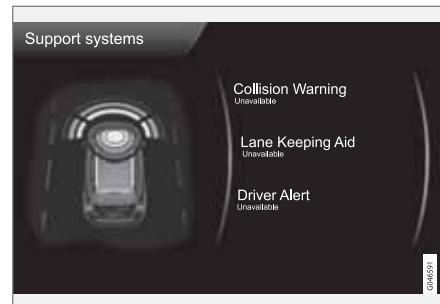 Support systems
Collision Warning
Unavailable
Lane Keeping Aid
Unavailable
Driver Alert
Unavailable
G046591